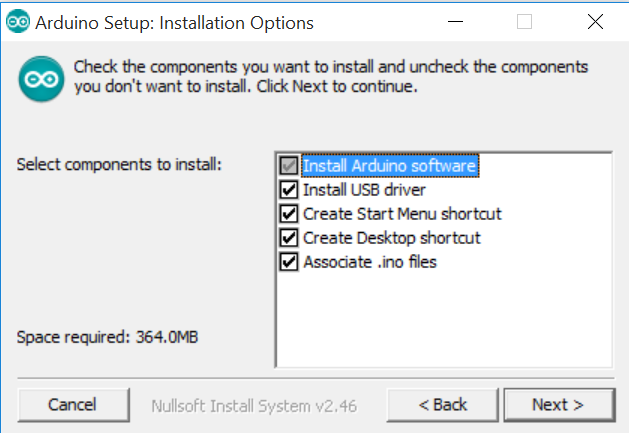 Arduino Setup: Installation Options
Check the components you want to install and uncheck the components
you don't want to install. Click Next to continue.
Select components to install:
Install Arduino software
Install USB driver
Create Start Menu shortcut
Create Desktop shortcut
Associate .ino files
Space required: 364.0MB
Cancel
Nullsoft Install System v2.46
< Back
Next >